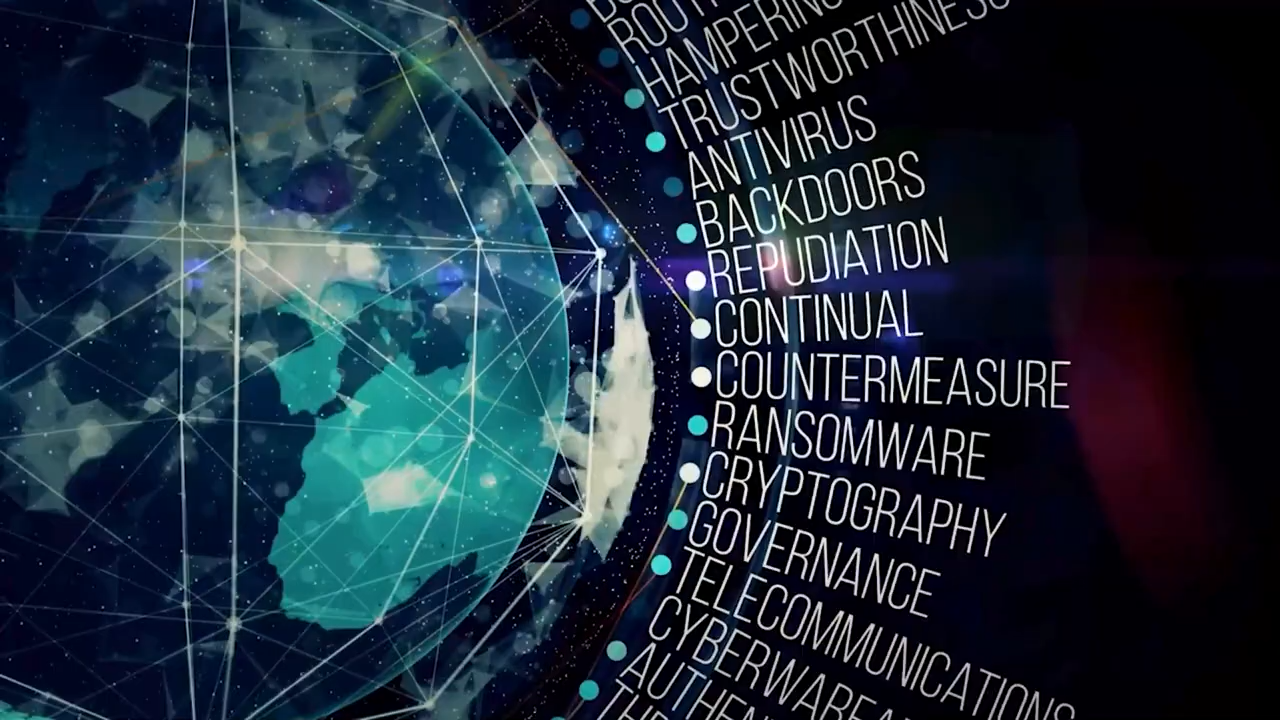 HAMPERING
TRUSTWORTHINESS
ANTIVIRUS
BACKDOORS
REPUDIATION
CONTINUAL
COUNTERMEASURE
RANSOMWARE
CRYPTOGRAPHY
GOVERNANCE
TELECOMMUNICATIONS